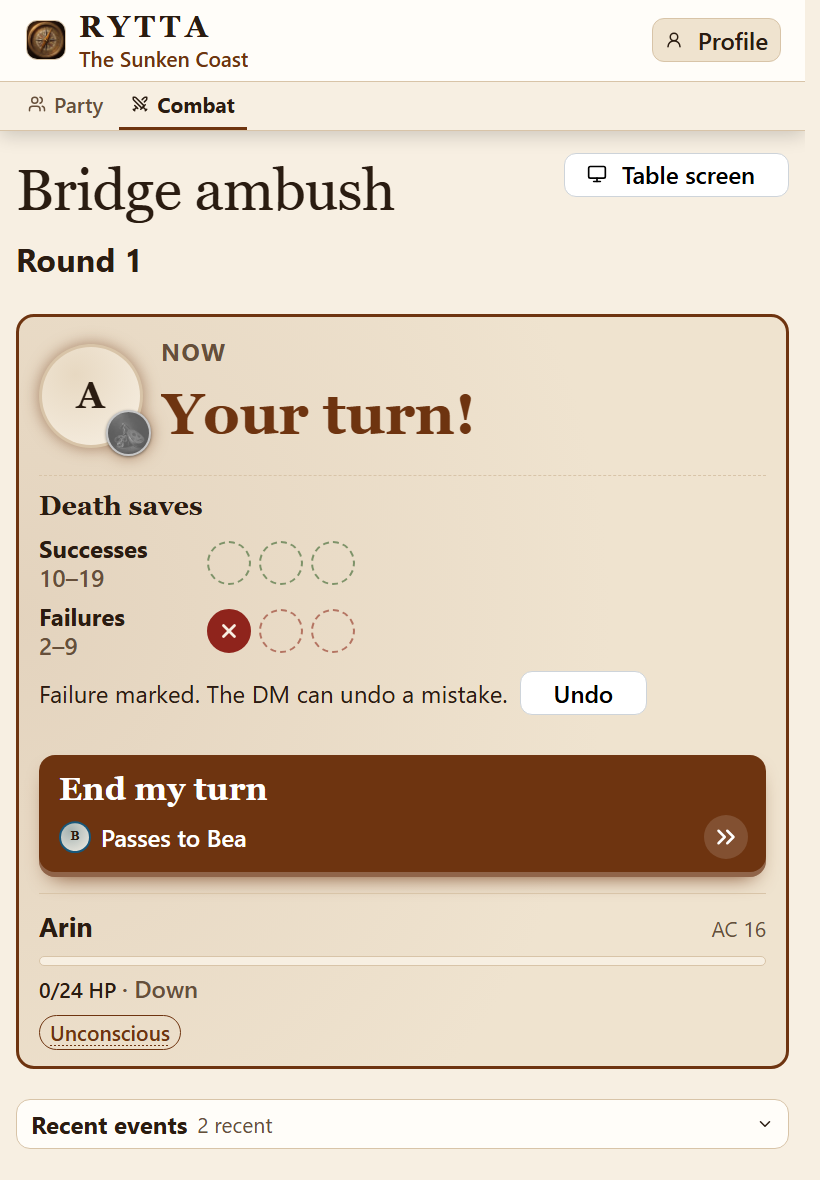 RYTTA
The Sunken Coast
Profile
Party
Combat
Bridge ambush
Table screen
Round 1
A
NOW
Your turn!
Death saves
Successes
10–19
Failures
2–9
Failure marked. The DM can undo a mistake.
Undo
End my turn
B
Passes to Bea
Arin
AC 16
0/24 HP · Down
Unconscious
Recent events 2 recent